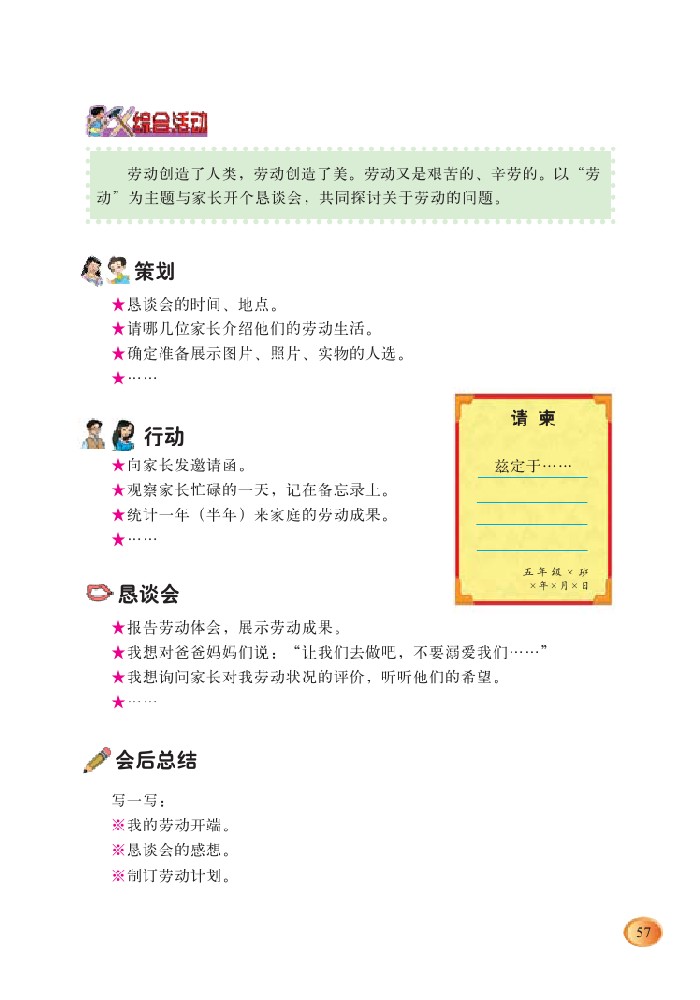 综合活动
劳动创造了人类，劳动创造了美。劳动又是艰苦的、辛劳的。以“劳
动”为主题与家长开个恳谈会，共同探讨关于劳动的问题。
策划
★恳谈会的时间、地点。
★请哪几位家长介绍他们的劳动生活。
★确定准备展示图片、照片、实物的人选。
★……
行动
★向家长发邀请函。
★观察家长忙碌的一天，记在备忘录上。
★统计一年（半年）来家庭的劳动成果。
★……
请柬
兹定于……
五年级×班
×年×月×日
恳谈会
★报告劳动体会，展示劳动成果。
★我想对爸爸妈妈们说：“让我们去做吧，不要溺爱我们……”
★我想询问家长对我劳动状况的评价，听听他们的希望。
★……
会后总结
写一写：
※我的劳动开端。
※恳谈会的感想。
※制订劳动计划。
57